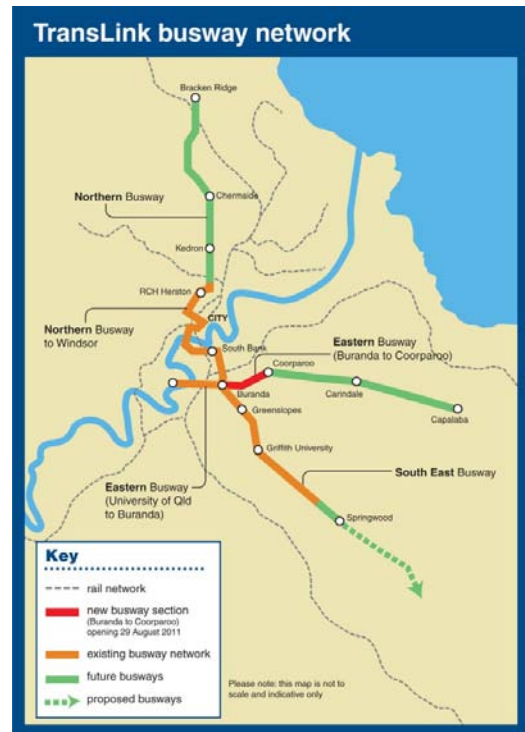 TransLink busway network
Bracken Ridge
Northern Busway
Chermside
Kedron
RCH Herston
CITY
Northern Busway
to Windsor
South Bank
Eastern Busway
(Buranda to Coorparoo)
Coorparoo
Buranda
Carindale
Capalaba
Greenslopes
Griffith University
Eastern Busway
(University of Qld
to Buranda)
South East Busway
Springwood
Key
rail network
new busway section
(Buranda to Coorparoo)
opening 29 August 2011
existing busway network
future busways
proposed busways
Please note: this map is not to
scale and indicative only